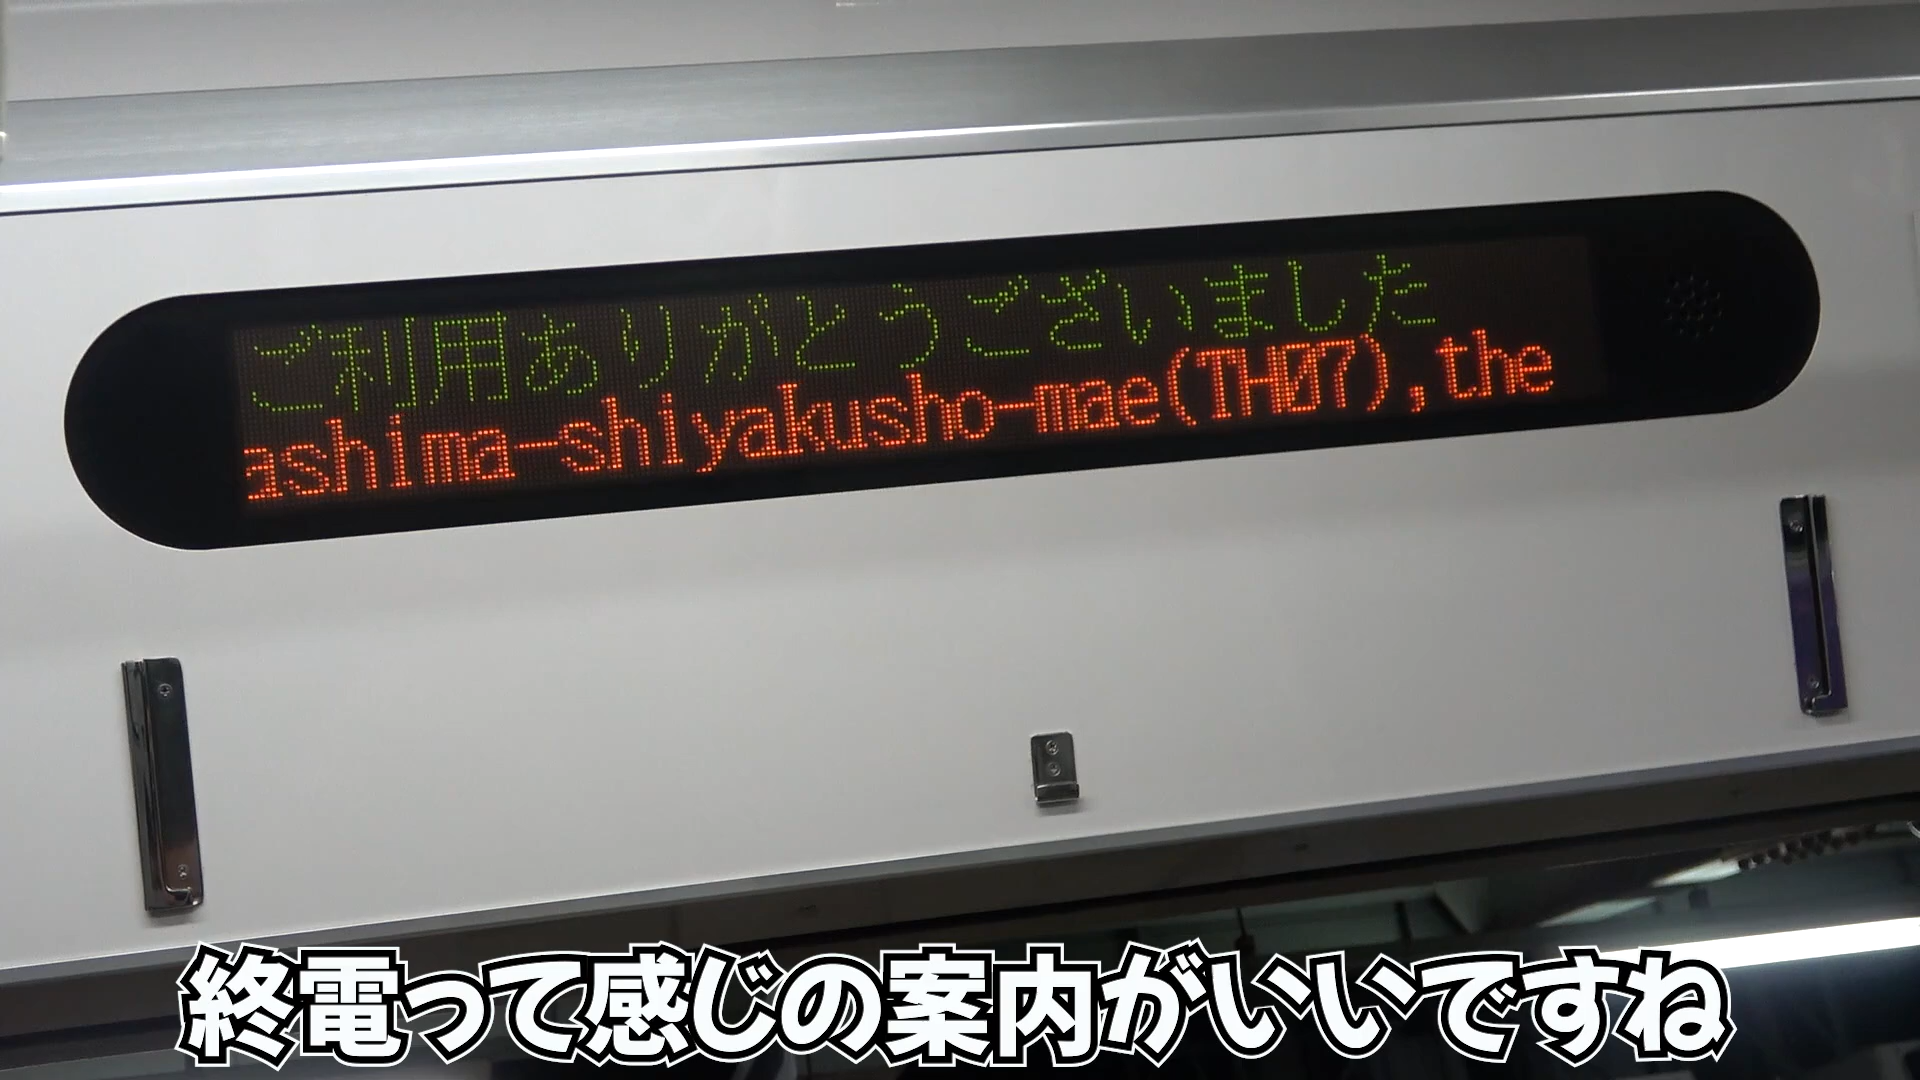 ご利用ありがとうございました
ashima-shiyakusho-mae(TH07),the
終電って感じの案内がいいですね